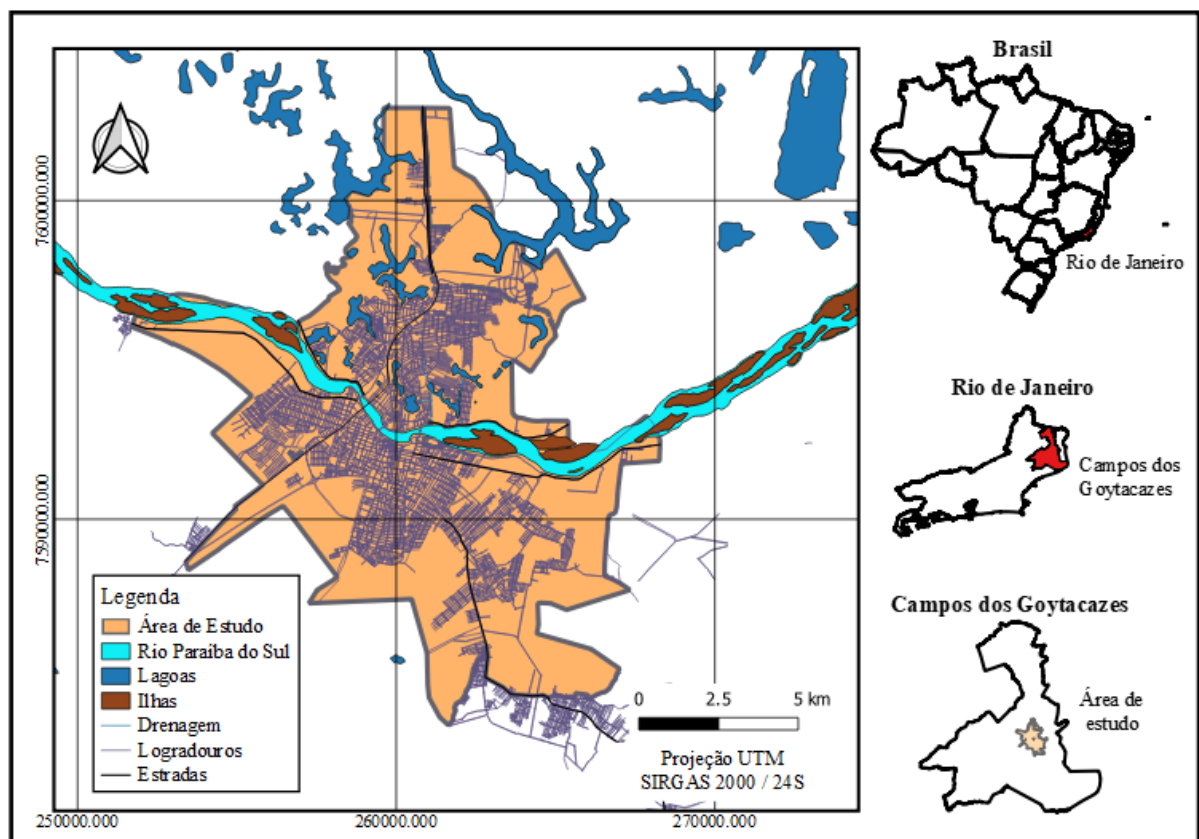 7600000.000
7590000.000
250000.000
260000.000
270000.000
Legenda
Área de Estudo
Rio Paraiba do Sul
Lagoas
Ilhas
Drenagem
Logradouros
Estradas
0 2.5 5 km
Projeção UTM
SIRGAS 2000 / 24S
Brasil
Rio de Janeiro
Rio de Janeiro
Campos dos
Goytacazes
Campos dos Goytacazes
Área de
estudo